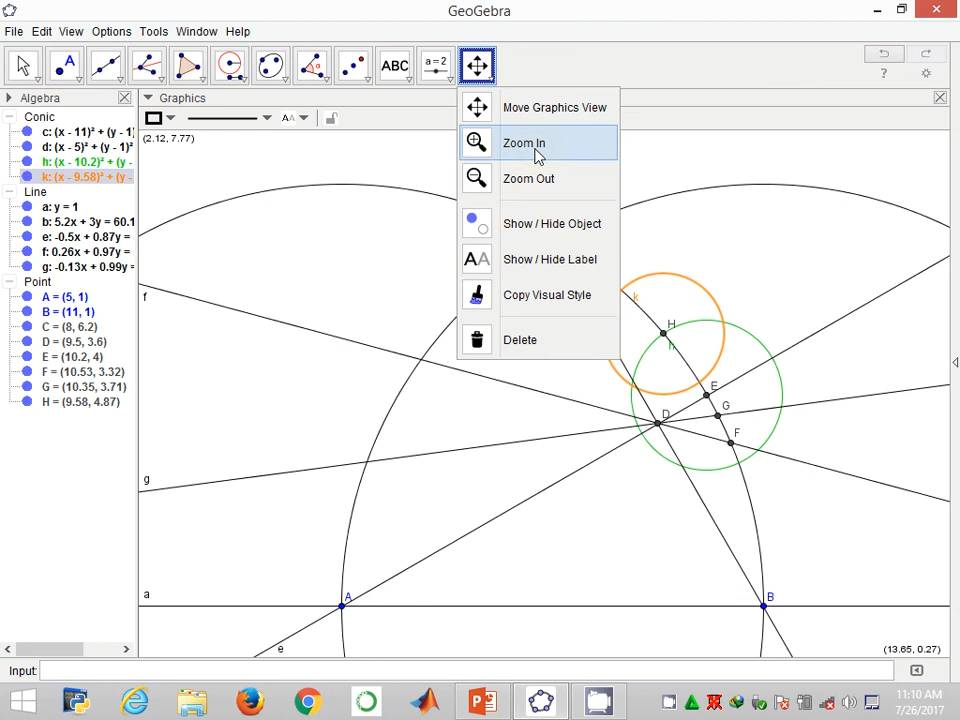 GeoGebra
File Edit View Options Tools Window Help
ABC
a = 2
?
Algebra
Graphics
AA
(2.12, 7.77)
Conic
c: (x - 11)² + (y - 1)
d: (x - 5)² + (y - 1)²
h: (x - 10.2)² + (y -
k: (x - 9.58)² + (y -
Line
a: y = 1
b: 5.2x + 3y = 60.1
e: -0.5x + 0.87y =
f: 0.26x + 0.97y =
g: -0.13x + 0.99y =
Point
A = (5, 1)
B = (11, 1)
C = (8, 6.2)
D = (9.5, 3.6)
E = (10.2, 4)
F = (10.53, 3.32)
G = (10.35, 3.71)
H = (9.58, 4.87)
Move Graphics View
Zoom In
Zoom Out
Show / Hide Object
AA Show / Hide Label
Copy Visual Style
Delete
f
k
H
h
E
G
D
F
g
A
B
a
e
(13.65, 0.27)
Input:
11:10 AM
7/26/2017